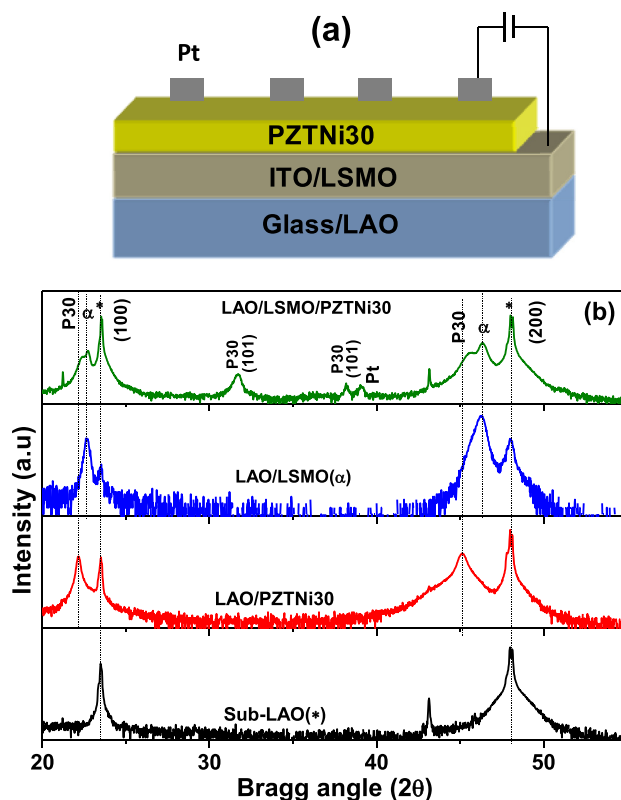 (a)
Pt
PZTNi30
ITO/LSMO
Glass/LAO
(b)
LAO/LSMO/PZTNi30
P30
α
*
(100)
P30
(101)
P30
(101)
Pt
P30
α
*
(200)
LAO/LSMO(α)
LAO/PZTNi30
Sub-LAO(*)
Intensity (a.u)
20 30 40 50
Bragg angle (2θ)